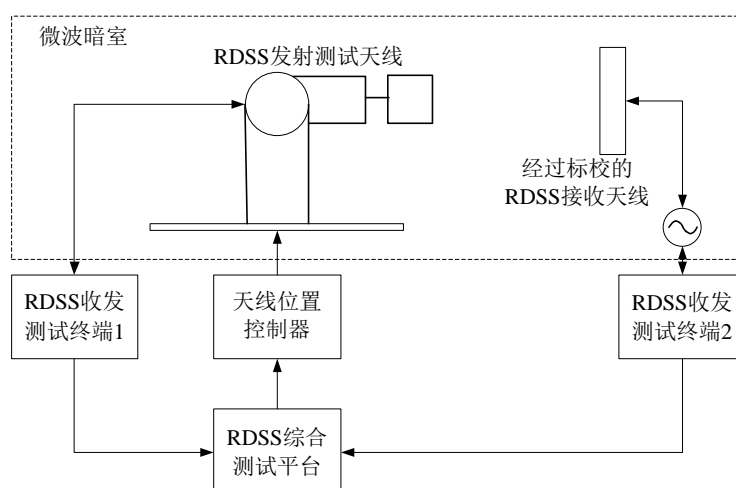 微波暗室
RDSS发射测试天线
经过标校的
RDSS接收天线
RDSS收发
测试终端1
天线位置
控制器
RDSS收发
测试终端2
RDSS综合
测试平台